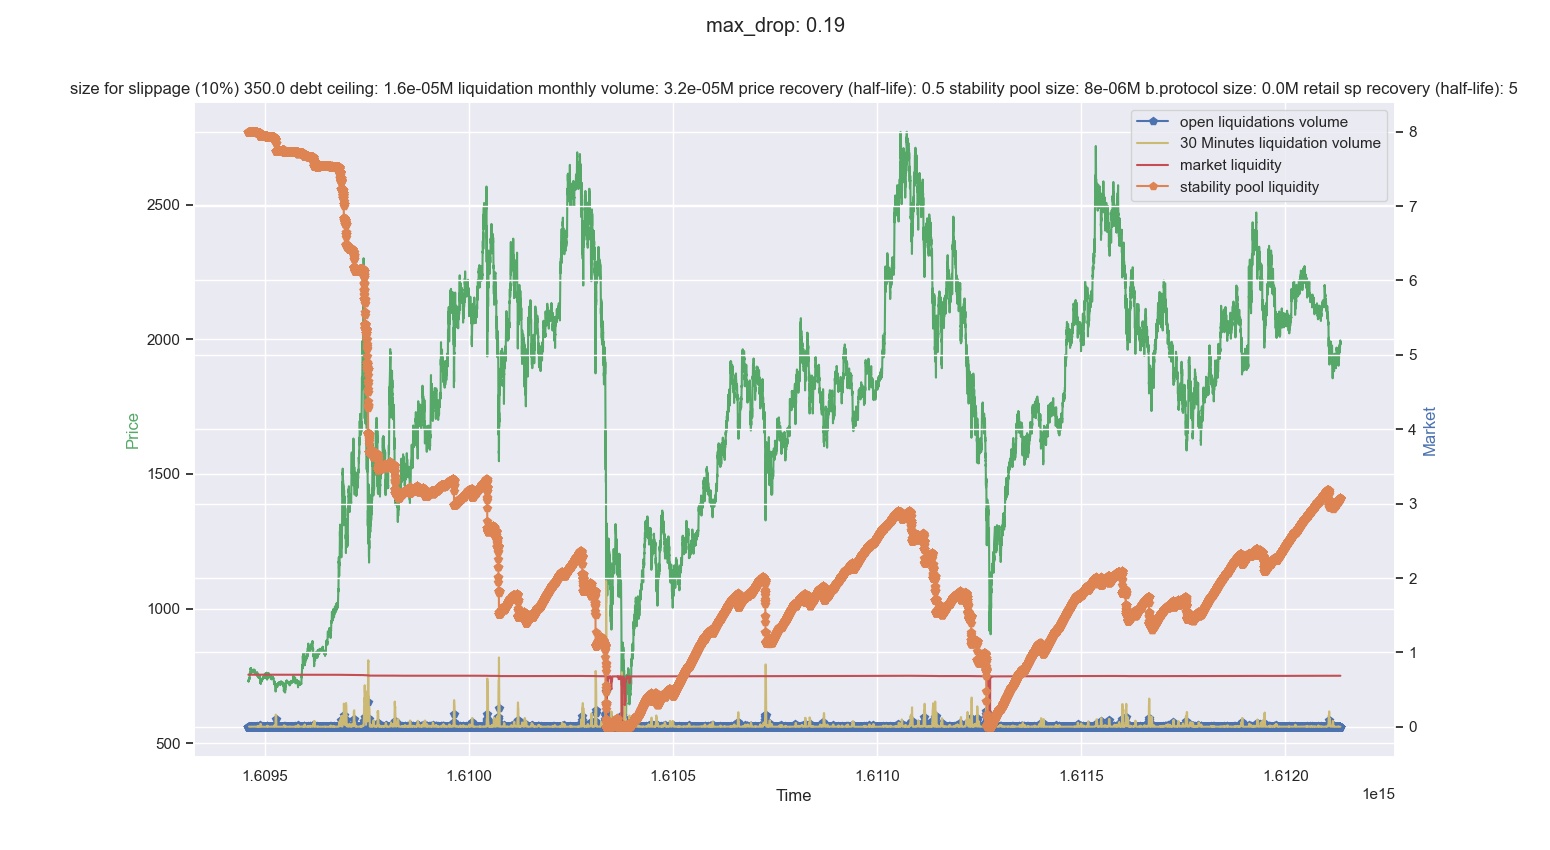 max_drop: 0.19
size for slippage (10%) 350.0 debt ceiling: 1.6e-05M liquidation monthly volume: 3.2e-05M price recovery (half-life): 0.5 stability pool size: 8e-06M b.protocol size: 0.0M retail sp recovery (half-life): 5
open liquidations volume
30 Minutes liquidation volume
market liquidity
stability pool liquidity
Price
2500
2000
1500
1000
500
8
7
6
5
4
3
2
1
0
Market
1.6095 1.6100 1.6105 1.6110 1.6115 1.6120
Time
1e15